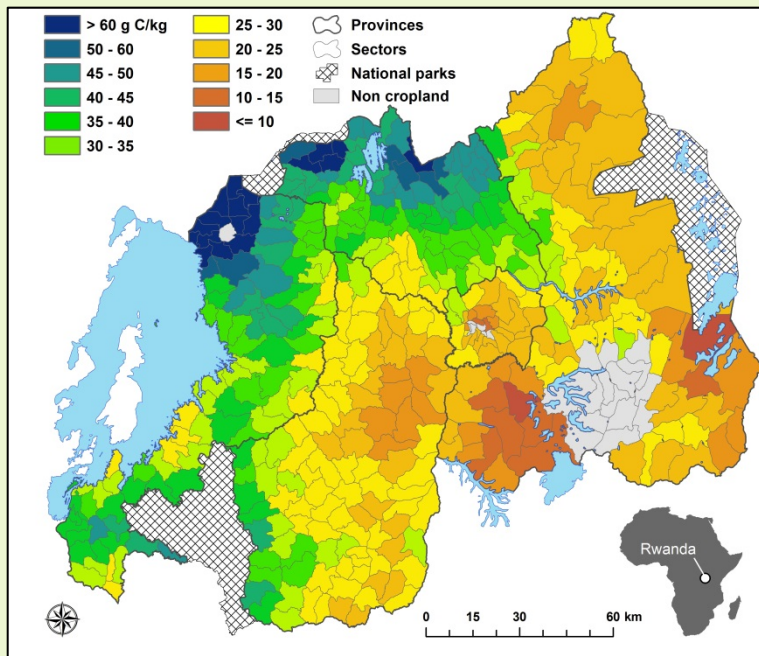 > 60 g C/kg
50 - 60
45 - 50
40 - 45
35 - 40
30 - 35
25 - 30
20 - 25
15 - 20
10 - 15
<= 10
Provinces
Sectors
National parks
Non cropland
Rwanda
0 15 30 60 km